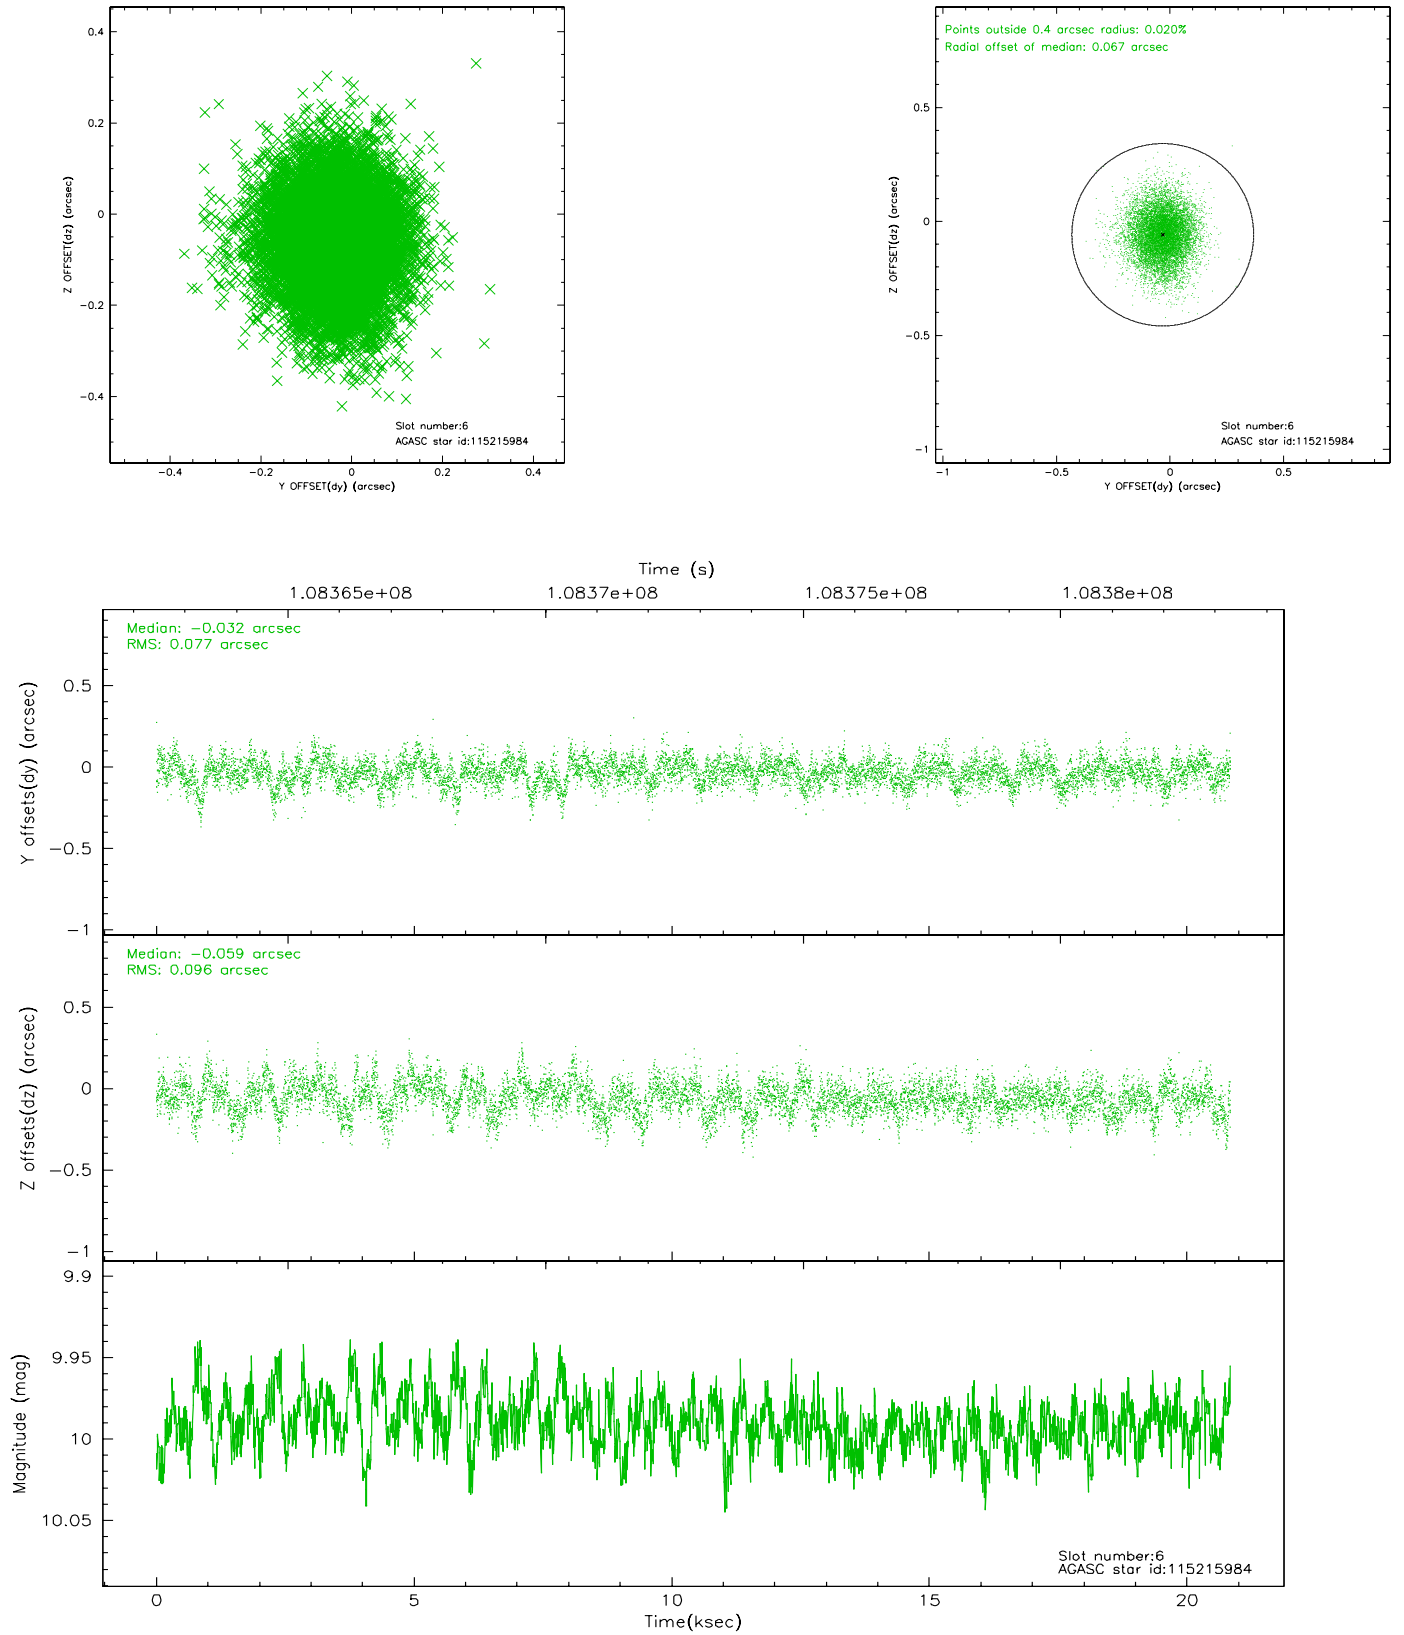 0.4
0.2
0
−0.2
−0.4
Z OFFSET(dz) (arcsec)
Slot number:6
AGASC star id:115215984
−0.4
−0.2
0
0.2
0.4
Y OFFSET(dy) (arcsec)
Points outside 0.4 arcsec radius: 0.020%
Radial offset of median: 0.067 arcsec
0.5
0
−0.5
−1
Z OFFSET(dz) (arcsec)
Slot number:6
AGASC star id:115215984
−1
−0.5
0
0.5
Y OFFSET(dy) (arcsec)
Time (s)
1.08365e+08
1.0837e+08
1.08375e+08
1.0838e+08
Median: −0.032 arcsec
RMS: 0.077 arcsec
0.5
0
−0.5
−1
Y offsets(dy) (arcsec)
Median: −0.059 arcsec
RMS: 0.096 arcsec
0.5
0
−0.5
−1
Z offsets(dz) (arcsec)
9.9
9.95
10
10.05
Magnitude (mag)
Slot number:6
AGASC star id:115215984
0
5
10
15
20
Time(ksec)